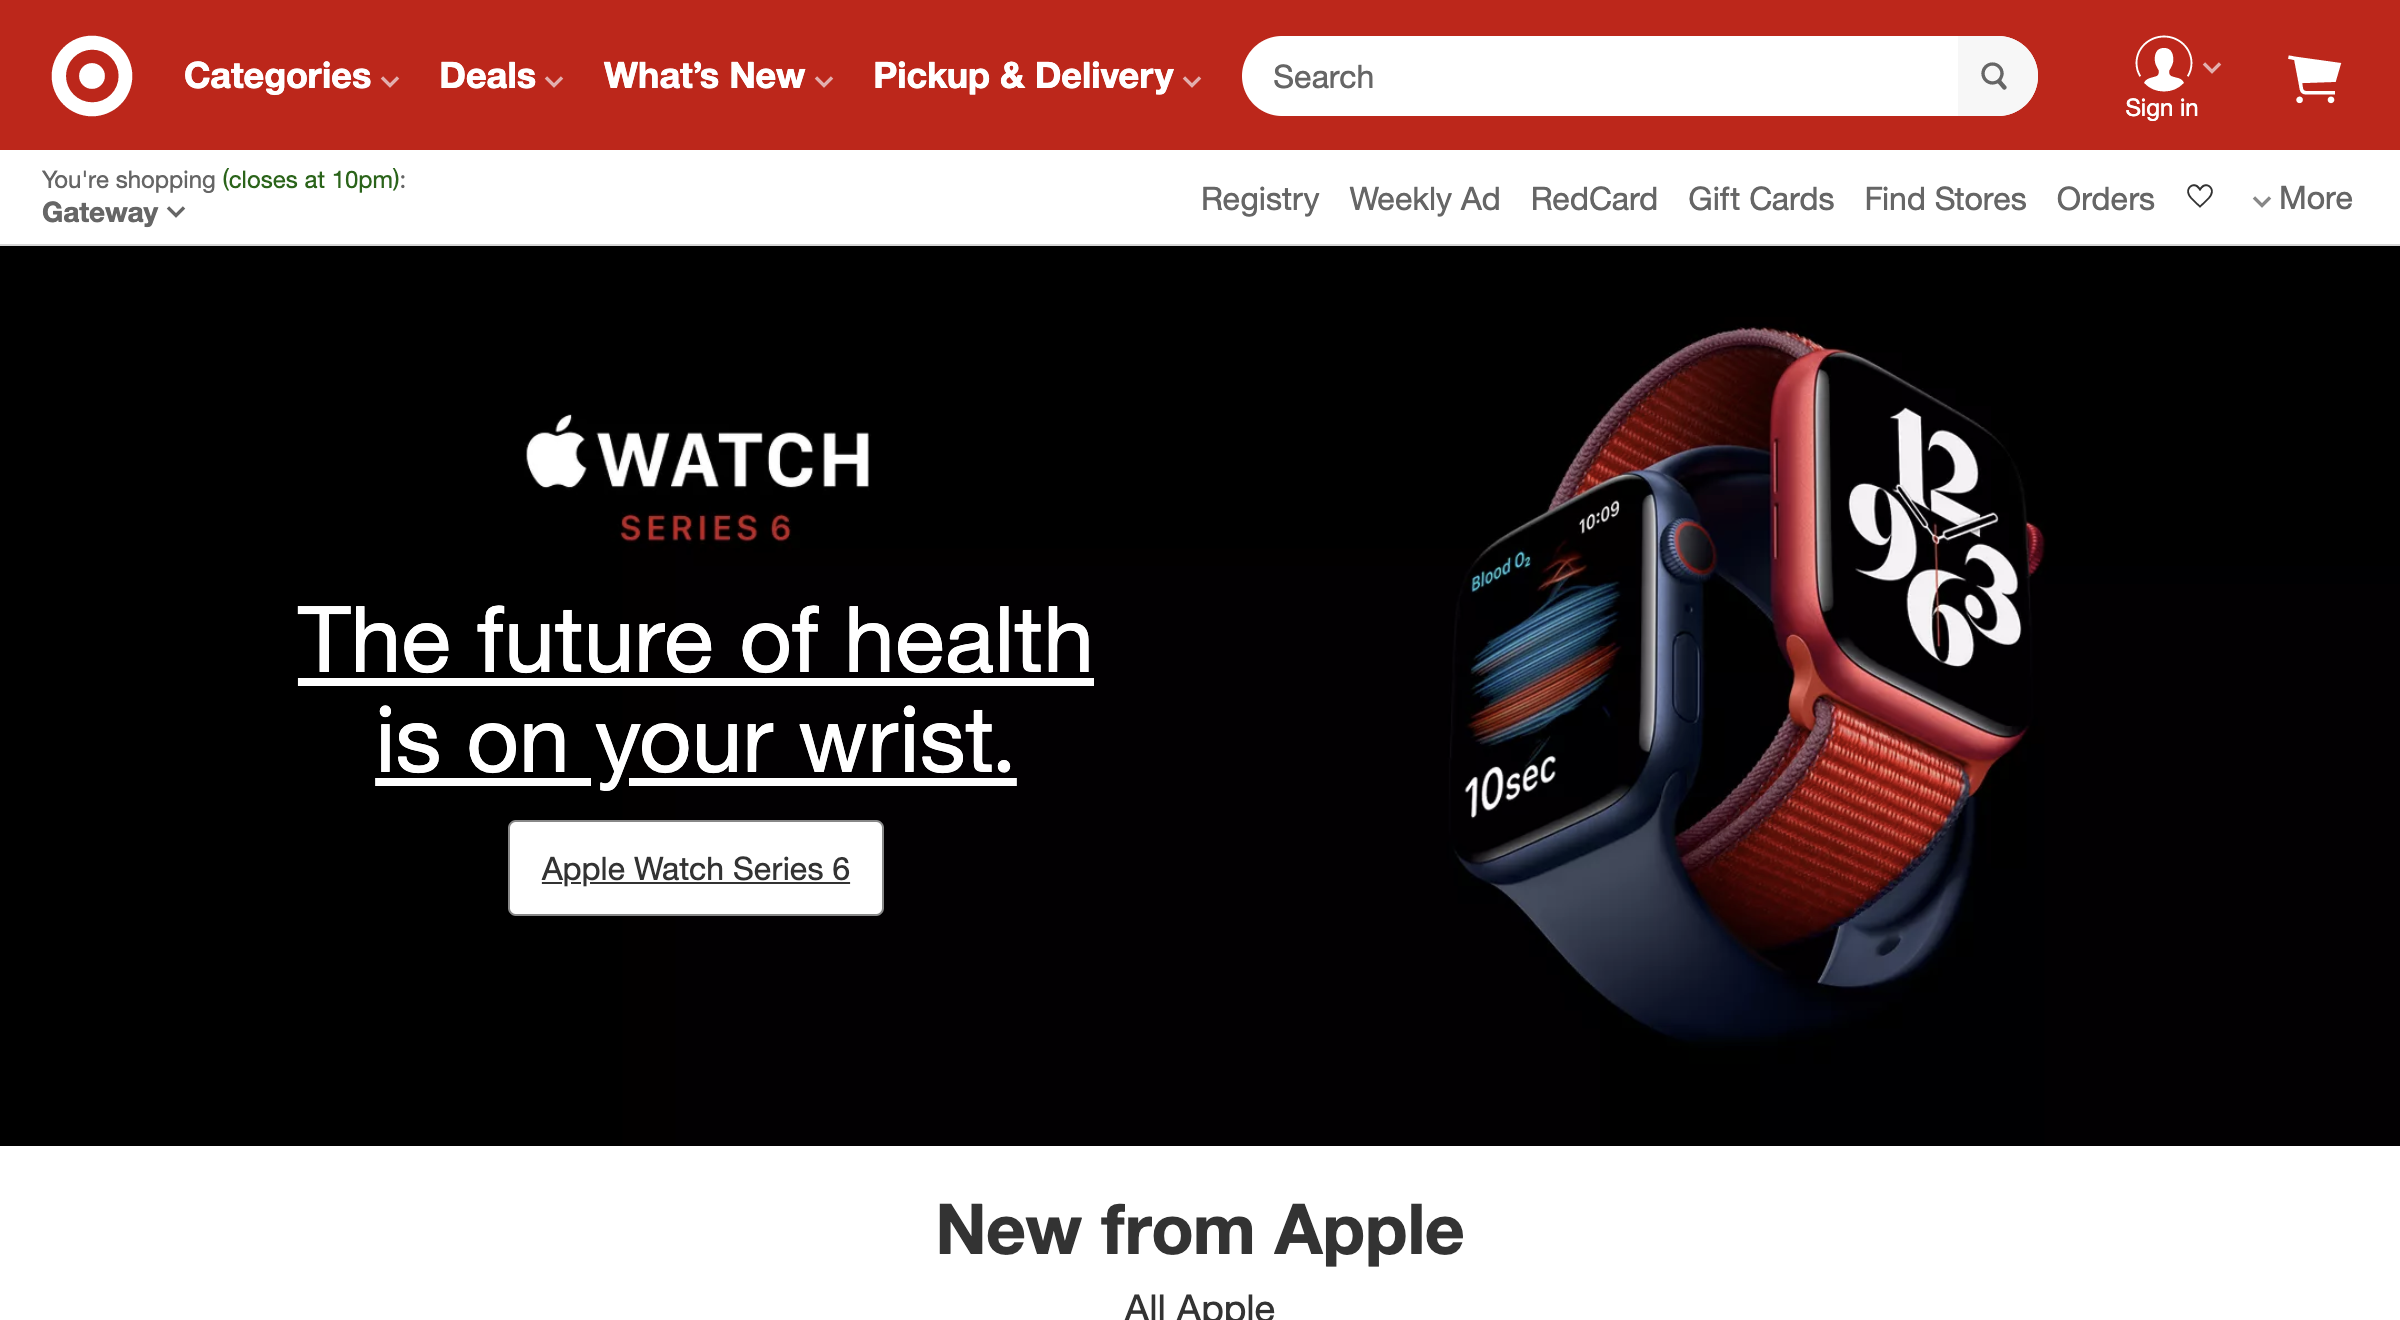 Categories
Deals
What's New
Pickup & Delivery
Search
Sign in
You're shopping (closes at 10pm):
Gateway
Registry
Weekly Ad
RedCard
Gift Cards
Find Stores
Orders
More
WATCH
SERIES 6
The future of health
is on your wrist.
Apple Watch Series 6
10:09
Blood O₂
10sec
12
9
3
6
New from Apple
All Apple